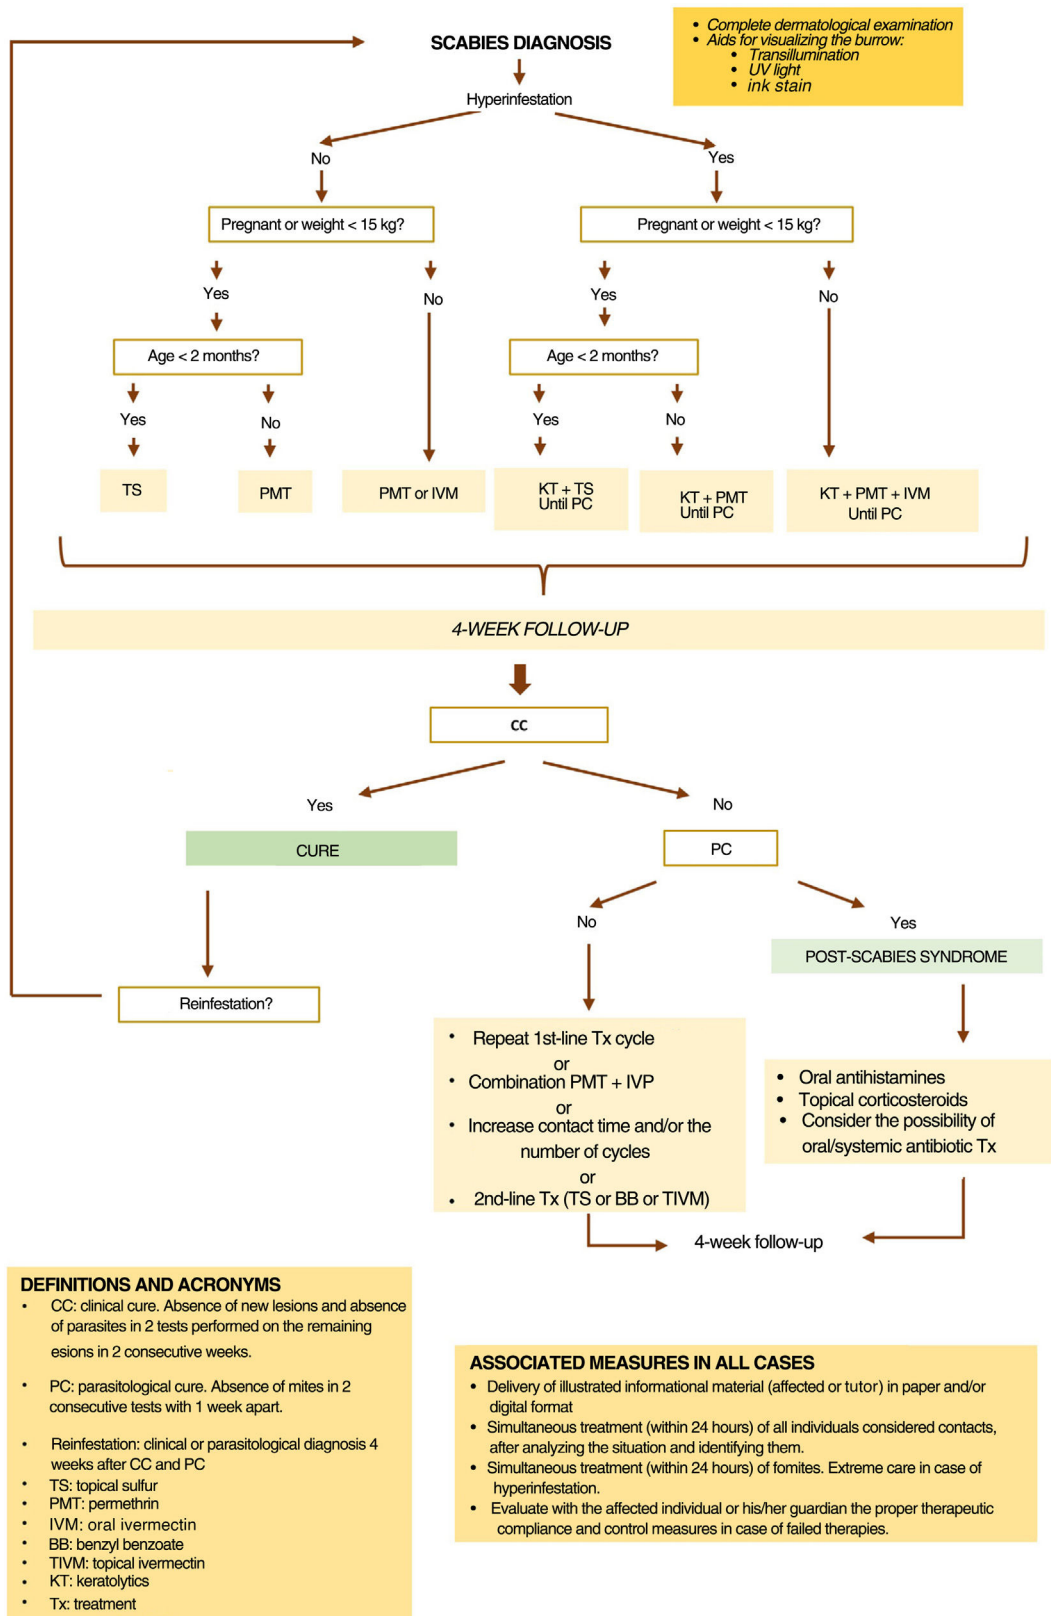 • Complete dermatological examination
• Aids for visualizing the burrow:
• Transillumination
• UV light
• ink stain
SCABIES DIAGNOSIS
Hyperinfestation
No
Yes
Pregnant or weight < 15 kg?
Pregnant or weight < 15 kg?
Yes
No
Yes
No
Age < 2 months?
Age < 2 months?
Yes
No
Yes
No
TS
PMT
PMT or IVM
KT + TS
Until PC
KT + PMT
Until PC
KT + PMT + IVM
Until PC
4-WEEK FOLLOW-UP
CC
Yes
No
CURE
PC
No
Yes
POST-SCABIES SYNDROME
Reinfestation?
• Repeat 1st-line Tx cycle
or
• Combination PMT + IVP
or
• Increase contact time and/or the
number of cycles
or
• 2nd-line Tx (TS or BB or TIVM)
• Oral antihistamines
• Topical corticosteroids
• Consider the possibility of
oral/systemic antibiotic Tx
4-week follow-up
DEFINITIONS AND ACRONYMS
• CC: clinical cure. Absence of new lesions and absence
of parasites in 2 tests performed on the remaining
esions in 2 consecutive weeks.
• PC: parasitological cure. Absence of mites in 2
consecutive tests with 1 week apart.
• Reinfestation: clinical or parasitological diagnosis 4
weeks after CC and PC
• TS: topical sulfur
• PMT: permethrin
• IVM: oral ivermectin
• BB: benzyl benzoate
• TIVM: topical ivermectin
• KT: keratolytics
• Tx: treatment
ASSOCIATED MEASURES IN ALL CASES
• Delivery of illustrated informational material (affected or tutor) in paper and/or
digital format
• Simultaneous treatment (within 24 hours) of all individuals considered contacts,
after analyzing the situation and identifying them.
• Simultaneous treatment (within 24 hours) of fomites. Extreme care in case of
hyperinfestation.
• Evaluate with the affected individual or his/her guardian the proper therapeutic
compliance and control measures in case of failed therapies.